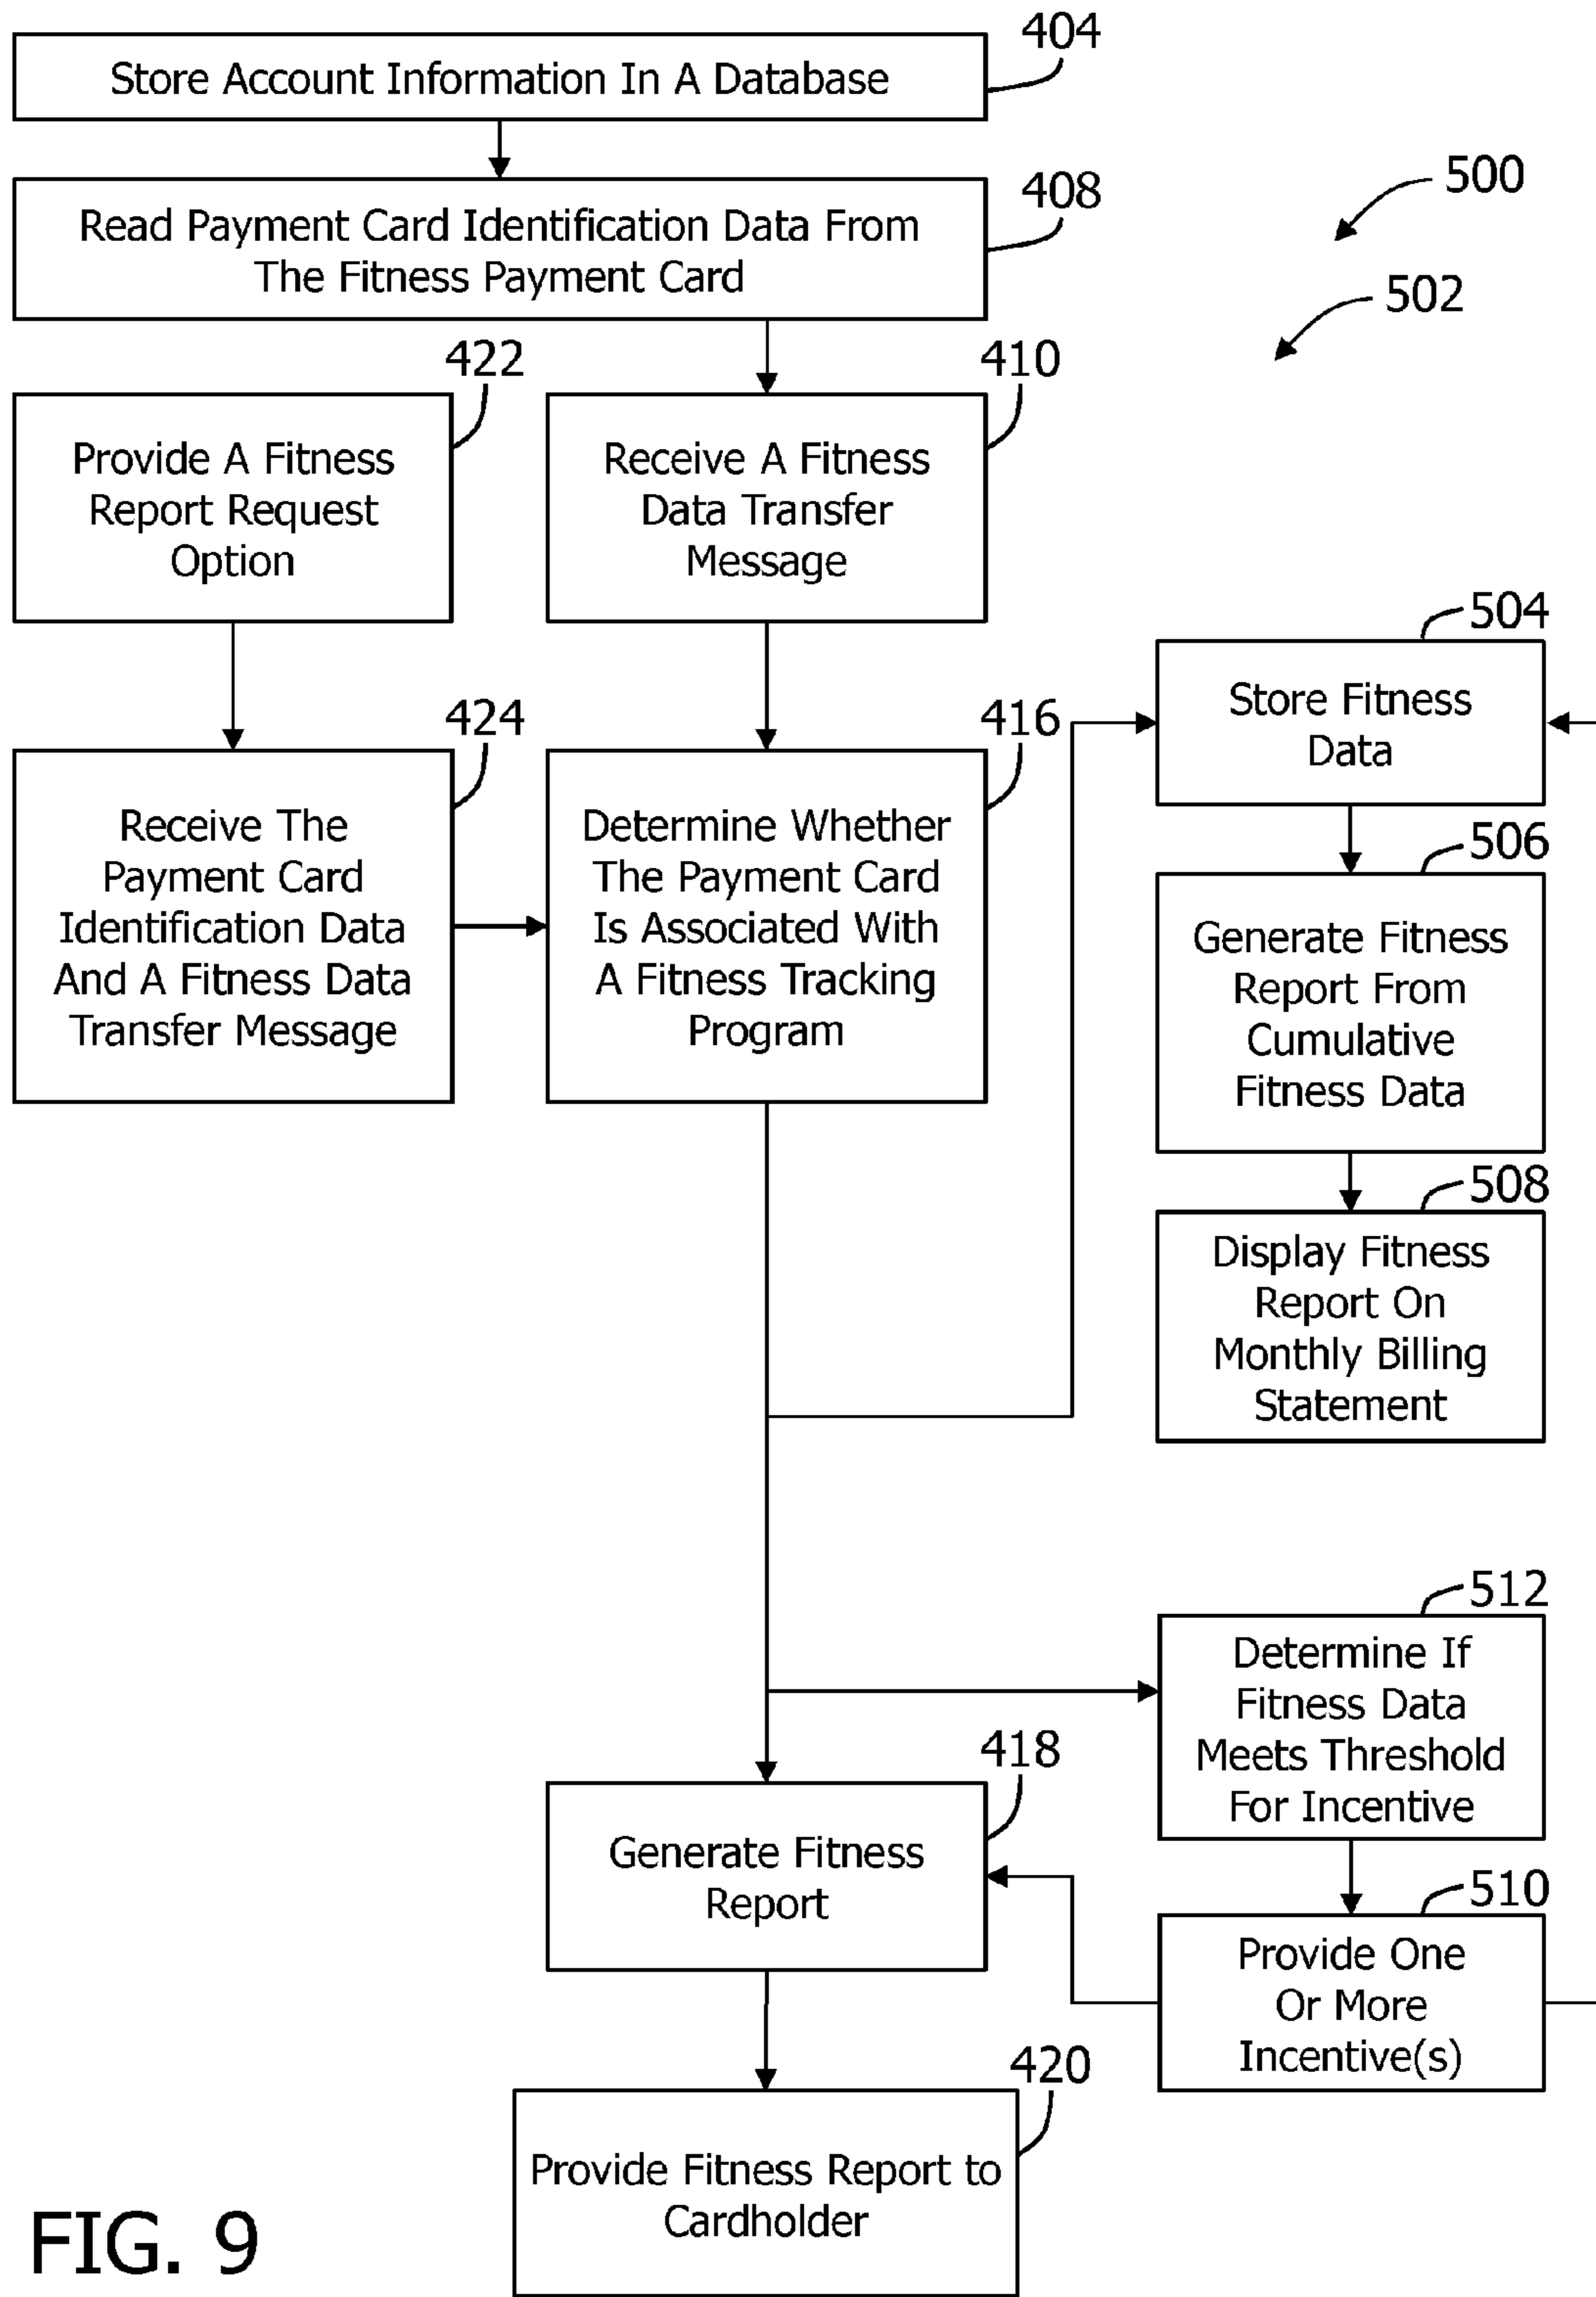 404
Store Account Information In A Database
408
Read Payment Card Identification Data From
The Fitness Payment Card
500
502
422
Provide A Fitness
Report Request
Option
410
Receive A Fitness
Data Transfer
Message
424
Receive The
Payment Card
Identification Data
And A Fitness Data
Transfer Message
416
Determine Whether
The Payment Card
Is Associated With
A Fitness Tracking
Program
504
Store Fitness
Data
506
Generate Fitness
Report From
Cumulative
Fitness Data
508
Display Fitness
Report On
Monthly Billing
Statement
512
Determine If
Fitness Data
Meets Threshold
For Incentive
510
Provide One
Or More
Incentive(s)
418
Generate Fitness
Report
420
Provide Fitness Report to
Cardholder
FIG. 9